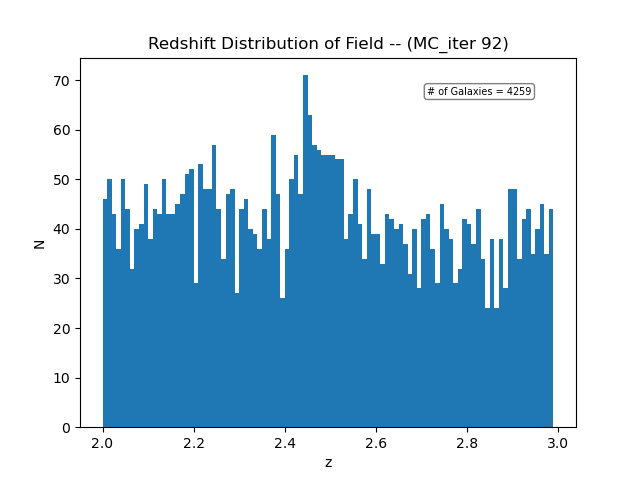 Redshift Distribution of Field -- (MC_iter 92)
# of Galaxies = 4259
70
60
50
40
30
20
10
0
N
2.0 2.2 2.4 2.6 2.8 3.0
z